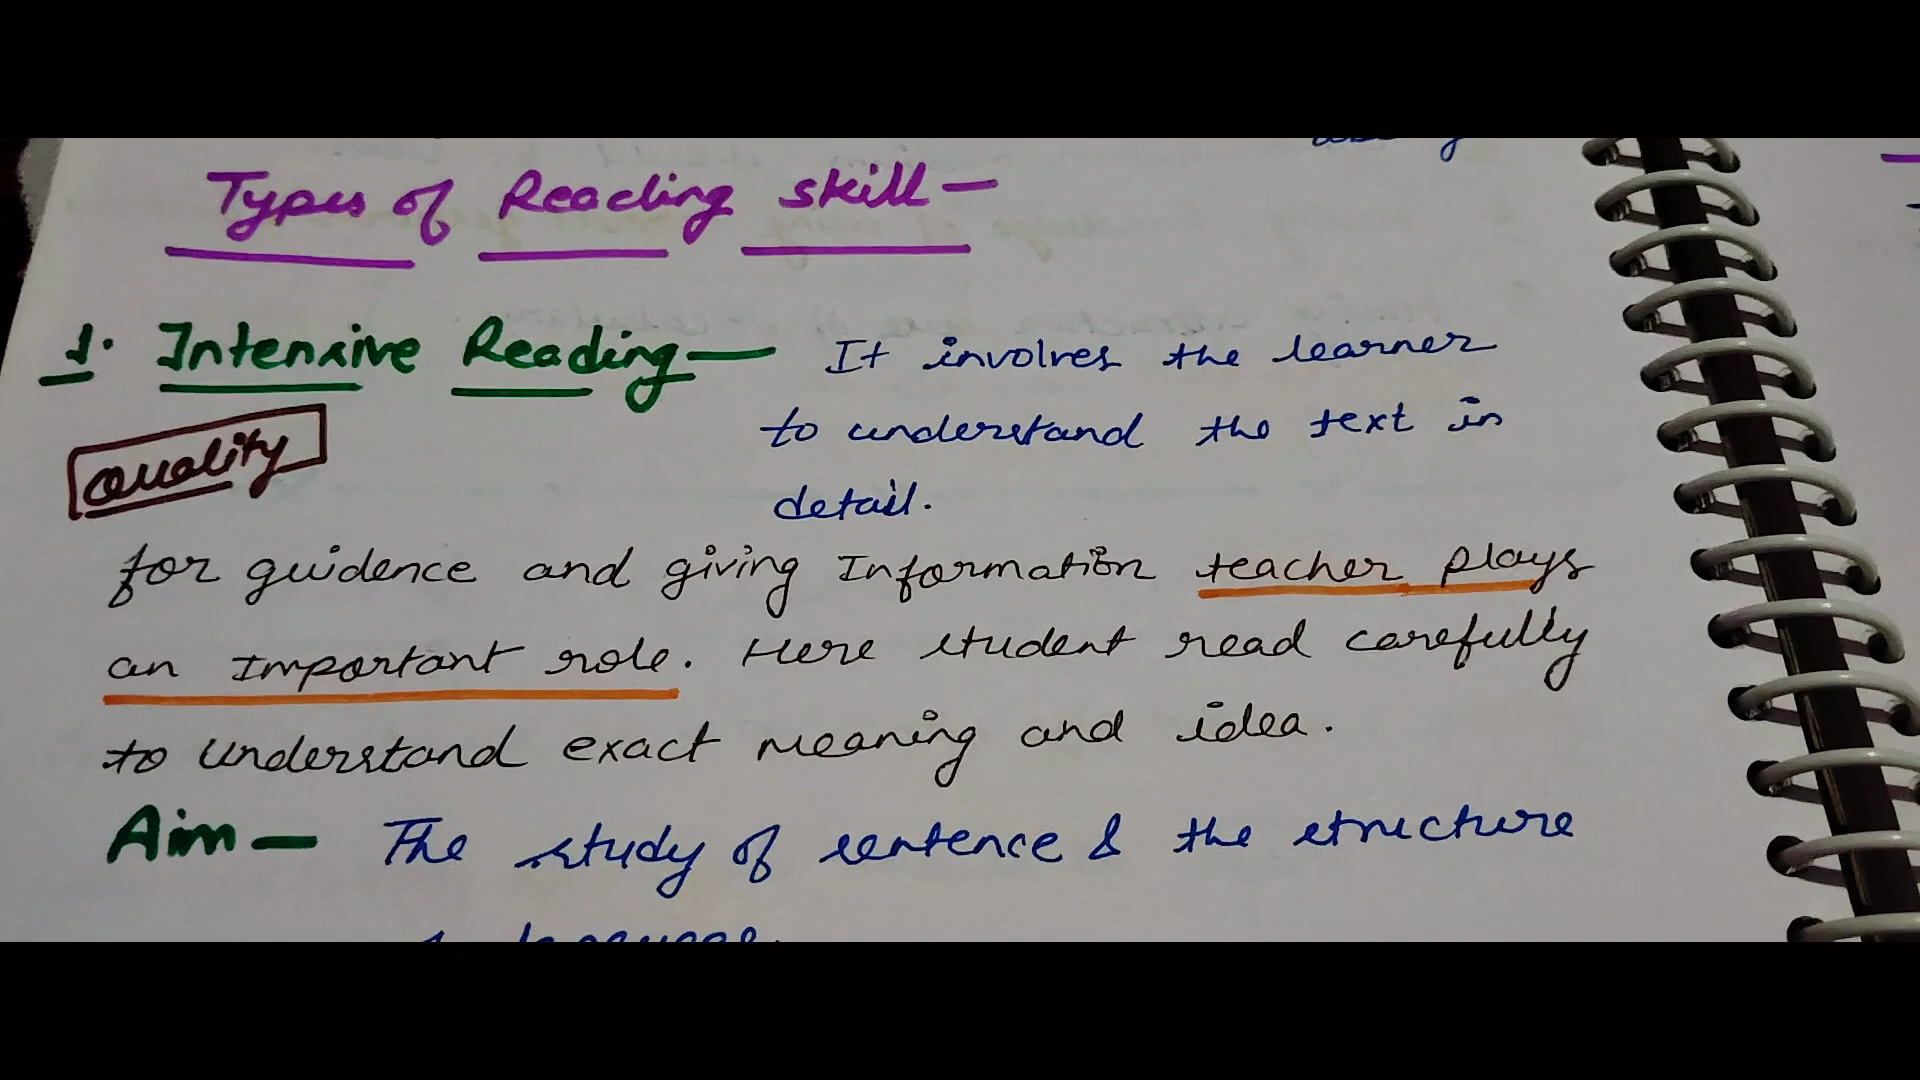 Types of Reading skill—
1. Intensive Reading— It involves the learner
Quality
to understand the text in
detail.
for guidence and giving Information teacher plays
an Important role. Here student read carefully
to understand exact meaning and idea.
Aim— The study of sentence & the structure